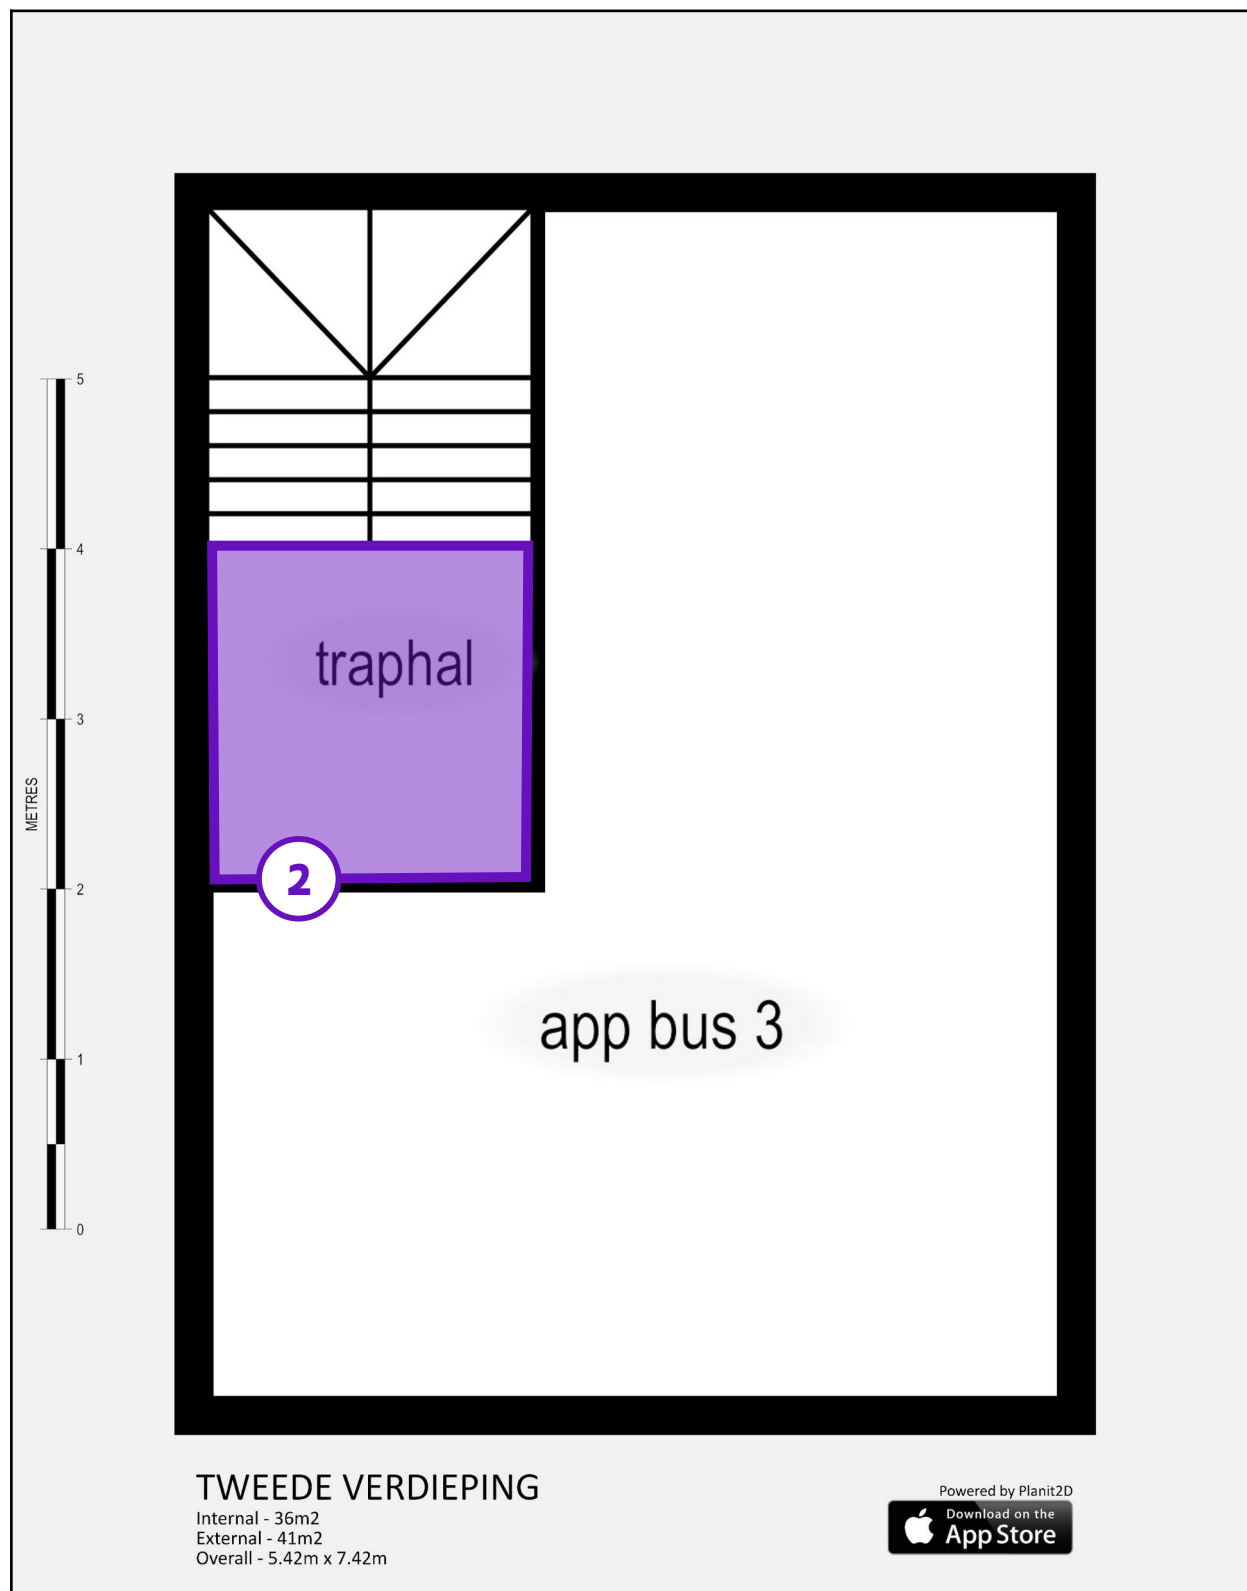 5
4
traphal
3
METRES
2
2
app bus 3
1
0
TWEEDE VERDIEPING
Internal - 36m2
External - 41m2
Overall - 5.42m x 7.42m
Powered by Planit2D
Download on the
App Store